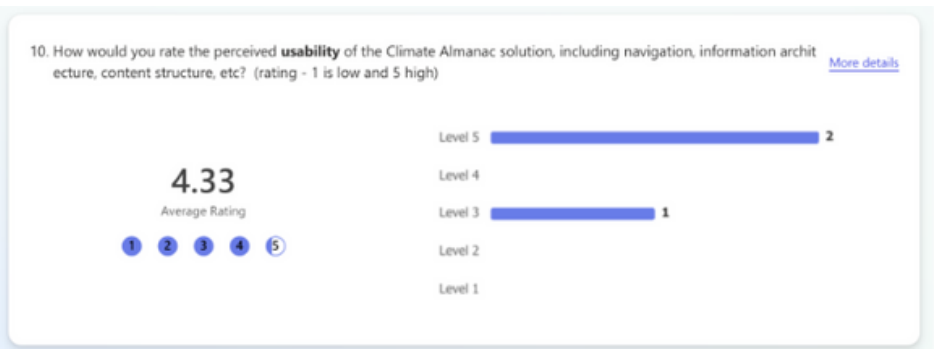 10. How would you rate the perceived usability of the Climate Almanac solution, including navigation, information archit
ecture, content structure, etc? (rating - 1 is low and 5 high)
More details
4.33
Average Rating
1 2 3 4 5
Level 5 2
Level 4
Level 3 1
Level 2
Level 1